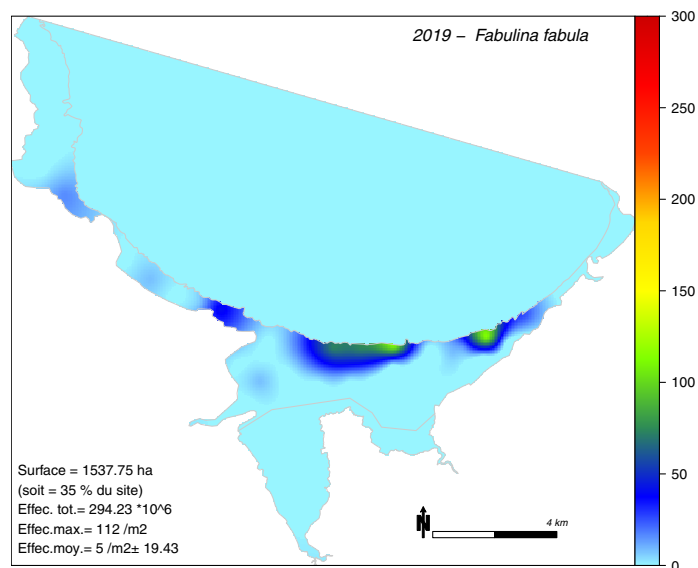 2019 – Fabulina fabula
300
250
200
150
100
50
0
Surface = 1537.75 ha
(soit = 35 % du site)
Effec. tot.= 294.23 *10^6
Effec.max.= 112 /m2
Effec.moy.= 5 /m2± 19.43
N
4 km